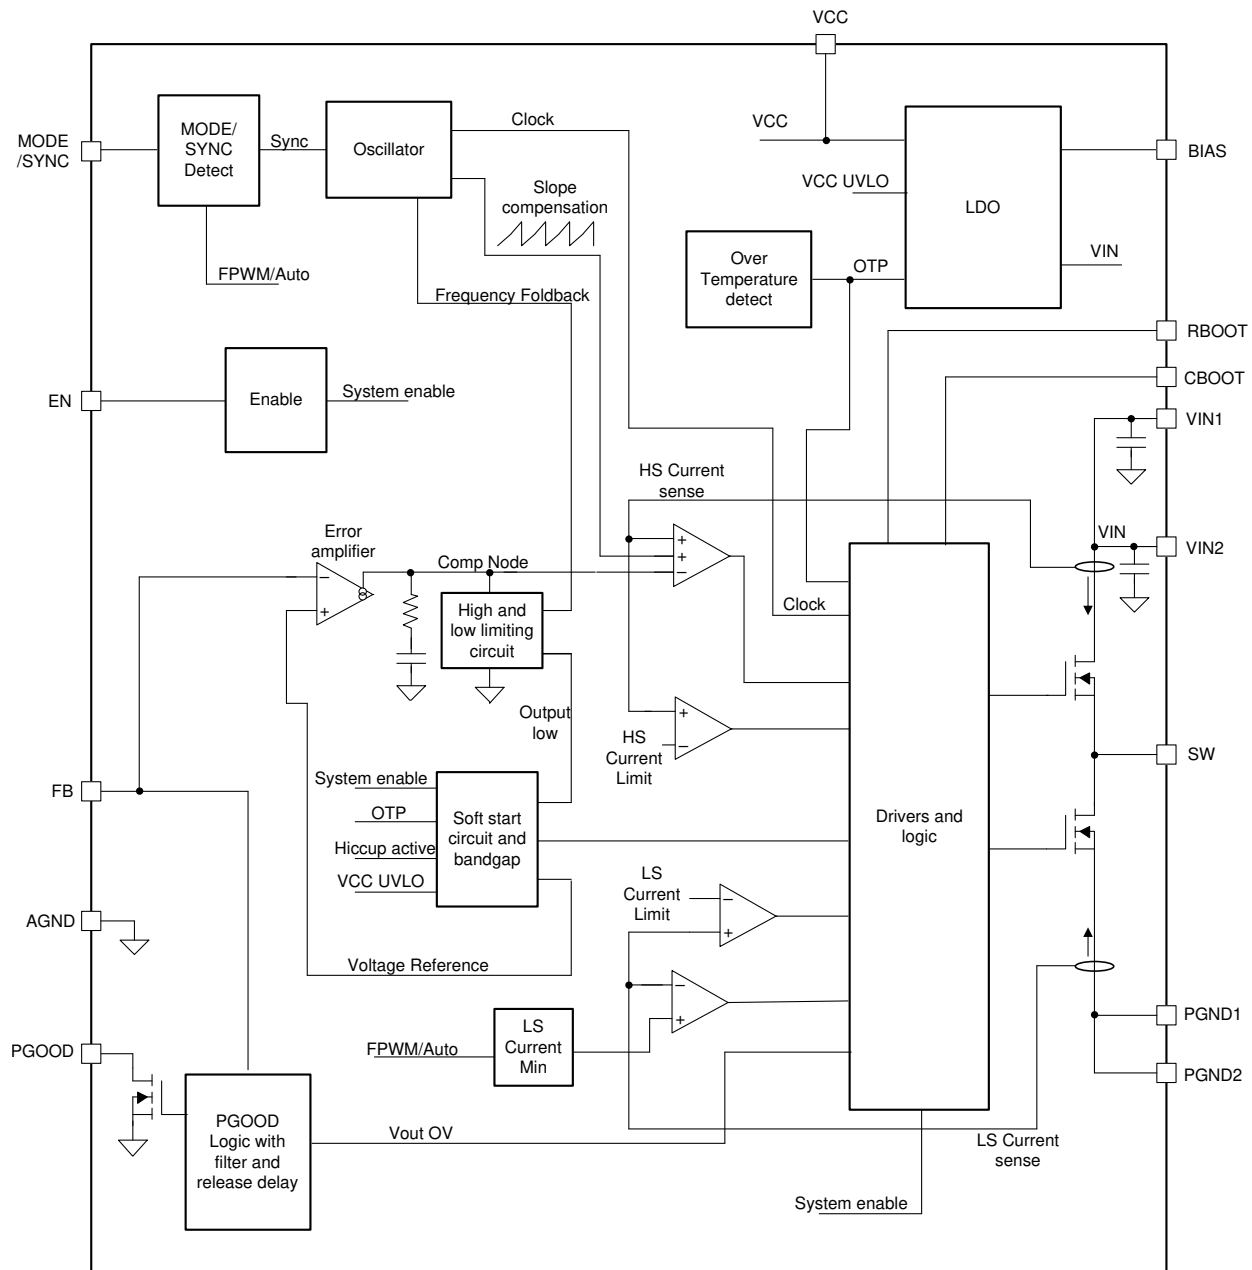 VCC
MODE
/SYNC
MODE/
SYNC
Detect
Sync
Oscillator
Clock
Slope
compensation
FPWM/Auto
Frequency Foldback
VCC
VCC UVLO
LDO
BIAS
VIN
Over
Temperature
detect
OTP
RBOOT
CBOOT
VIN1
EN
Enable
System enable
HS Current
sense
VIN
VIN2
Error
amplifier
Comp Node
−
+
+
+
−
High and
low limiting
circuit
Clock
Output
low
+
−
HS
Current
Limit
SW
FB
System enable
OTP
Hiccup active
VCC UVLO
Soft start
circuit and
bandgap
Drivers and
logic
LS
Current
Limit
−
+
AGND
Voltage Reference
−
+
PGOOD
FPWM/Auto
LS
Current
Min
PGND1
PGND2
PGOOD
Logic with
filter and
release delay
Vout OV
LS Current
sense
System enable